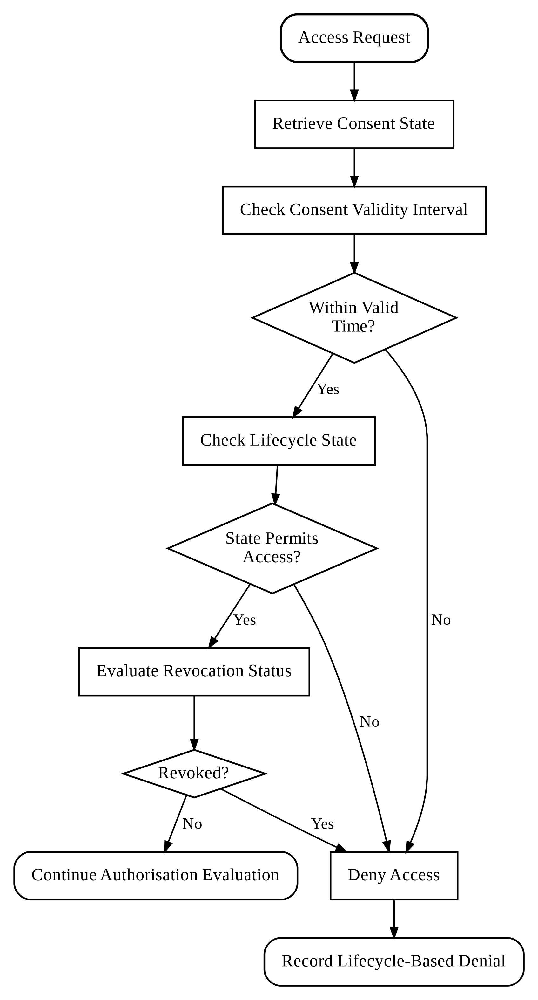 Access Request
Retrieve Consent State
Check Consent Validity Interval
Within Valid
Time?
Yes
Check Lifecycle State
State Permits
Access?
Yes
No
Evaluate Revocation Status
No
Revoked?
No
Yes
Continue Authorisation Evaluation
Deny Access
Record Lifecycle-Based Denial